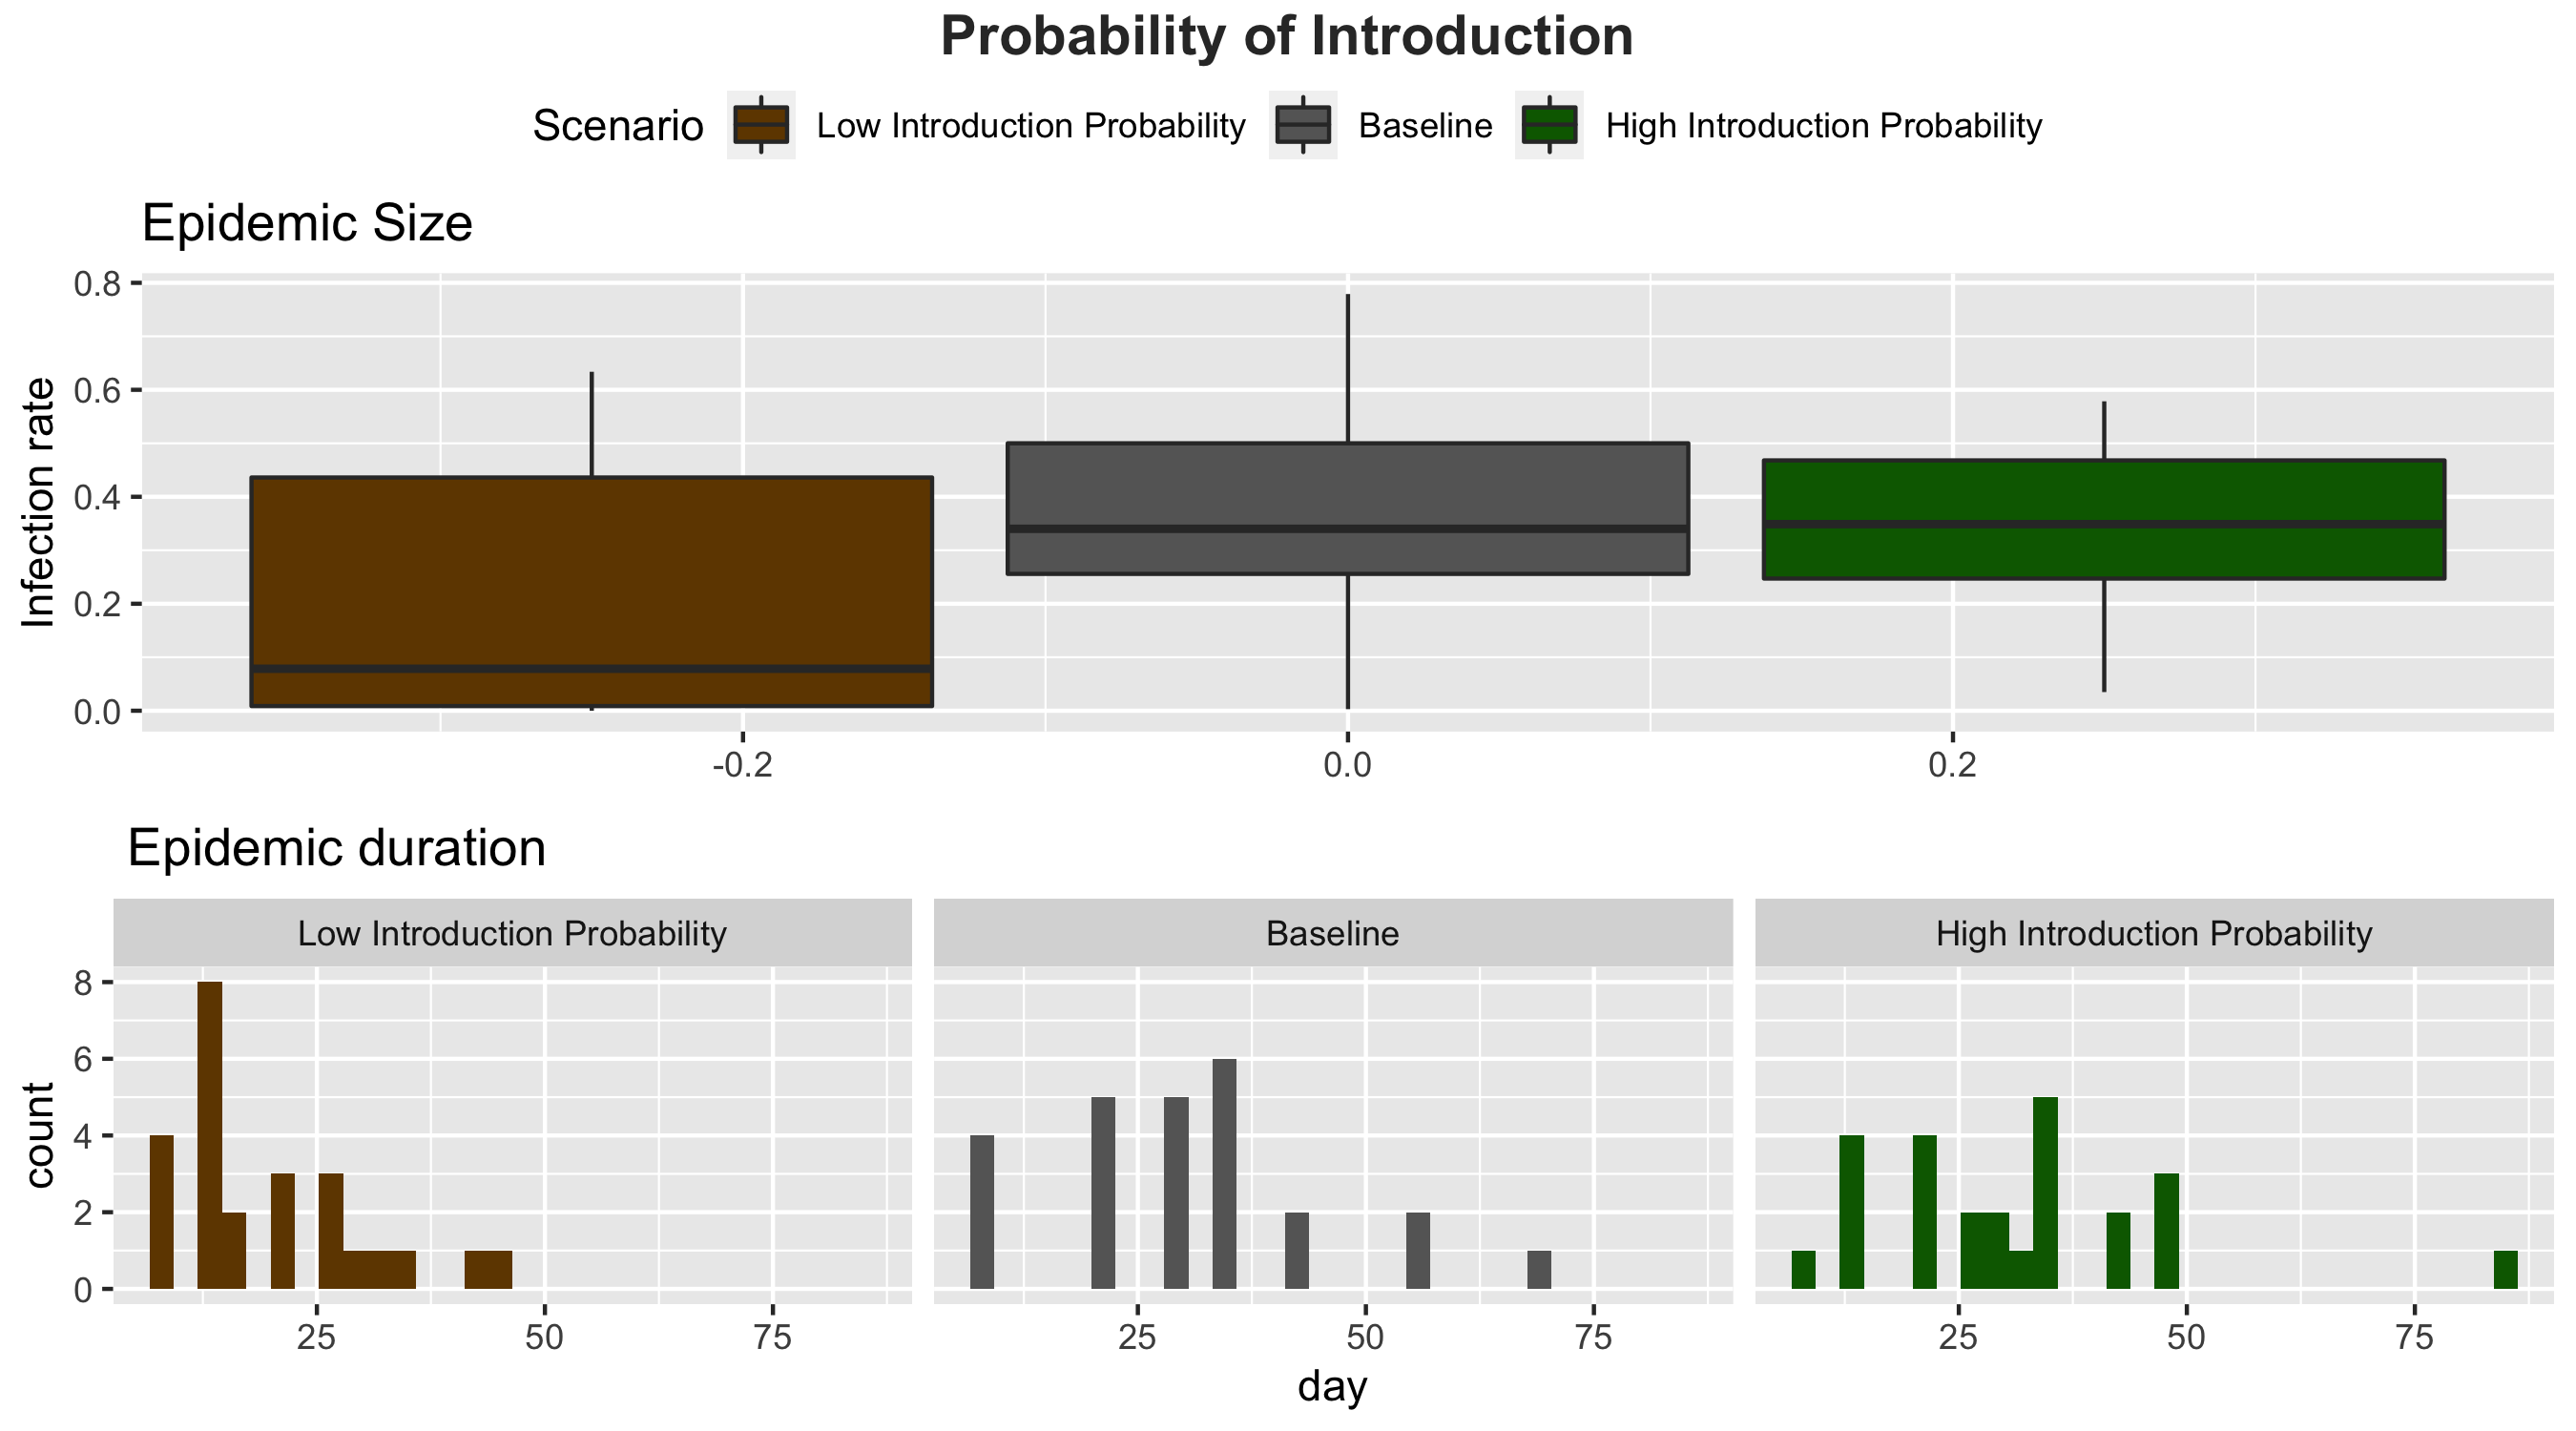 Probability of Introduction
Scenario Low Introduction Probability Baseline High Introduction Probability
Epidemic Size
Infection rate
0.8
0.6
0.4
0.2
0.0
-0.2 0.0 0.2
Epidemic duration
Low Introduction Probability Baseline High Introduction Probability
count
8
6
4
2
0
25 50 75 25 50 75 25 50 75
day